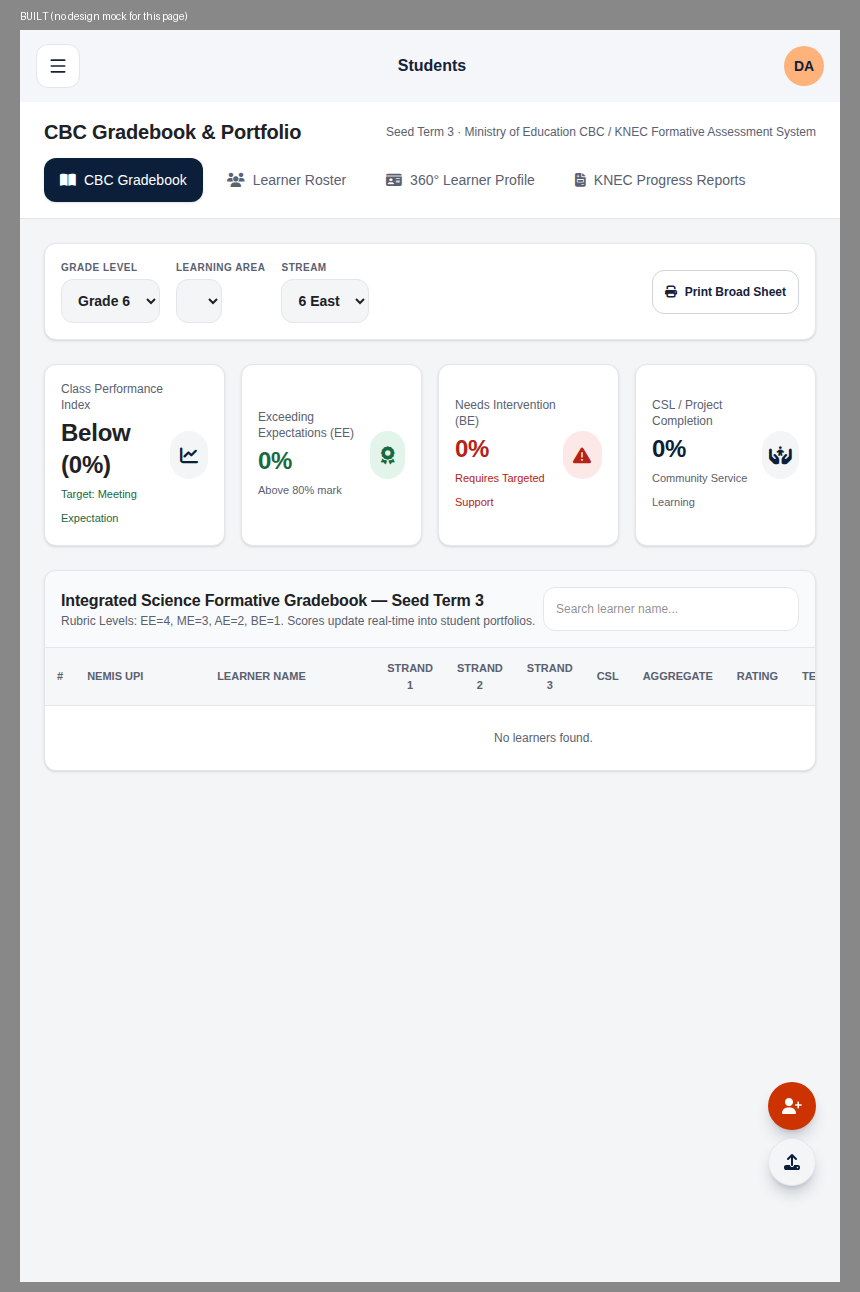 BUILT (no design mock for this page)
Students
DA
CBC Gradebook & Portfolio
Seed Term 3 · Ministry of Education CBC / KNEC Formative Assessment System
CBC Gradebook
Learner Roster
360° Learner Profile
KNEC Progress Reports
GRADE LEVEL
LEARNING AREA
STREAM
Grade 6
6 East
Print Broad Sheet
Class Performance
Index
Below
(0%)
Target: Meeting
Expectation
Exceeding
Expectations (EE)
0%
Above 80% mark
Needs Intervention
(BE)
0%
Requires Targeted
Support
CSL / Project
Completion
0%
Community Service
Learning
Integrated Science Formative Gradebook — Seed Term 3
Rubric Levels: EE=4, ME=3, AE=2, BE=1. Scores update real-time into student portfolios.
Search learner name...
# NEMIS UPI LEARNER NAME STRAND 1 STRAND 2 STRAND 3 CSL AGGREGATE RATING TE
No learners found.